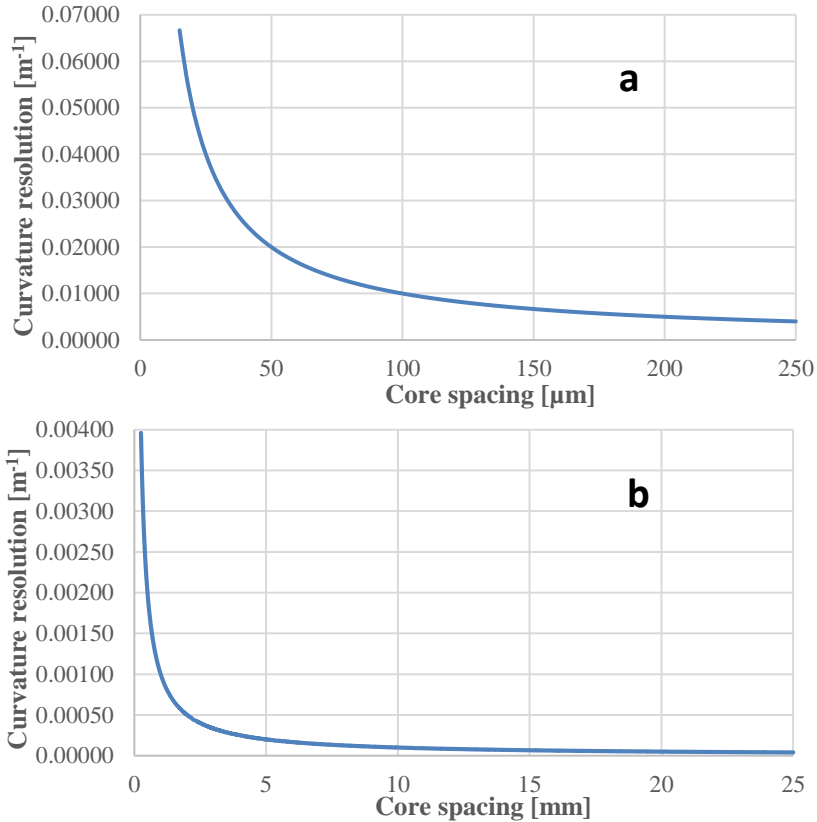 0.07000
0.06000
0.05000
0.04000
0.03000
0.02000
0.01000
0.00000
Curvature resolution [m-1]
a
0 50 100 150 200 250
Core spacing [µm]
0.00400
0.00350
0.00300
0.00250
0.00200
0.00150
0.00100
0.00050
0.00000
Curvature resolution [m-1]
b
0 5 10 15 20 25
Core spacing [mm]